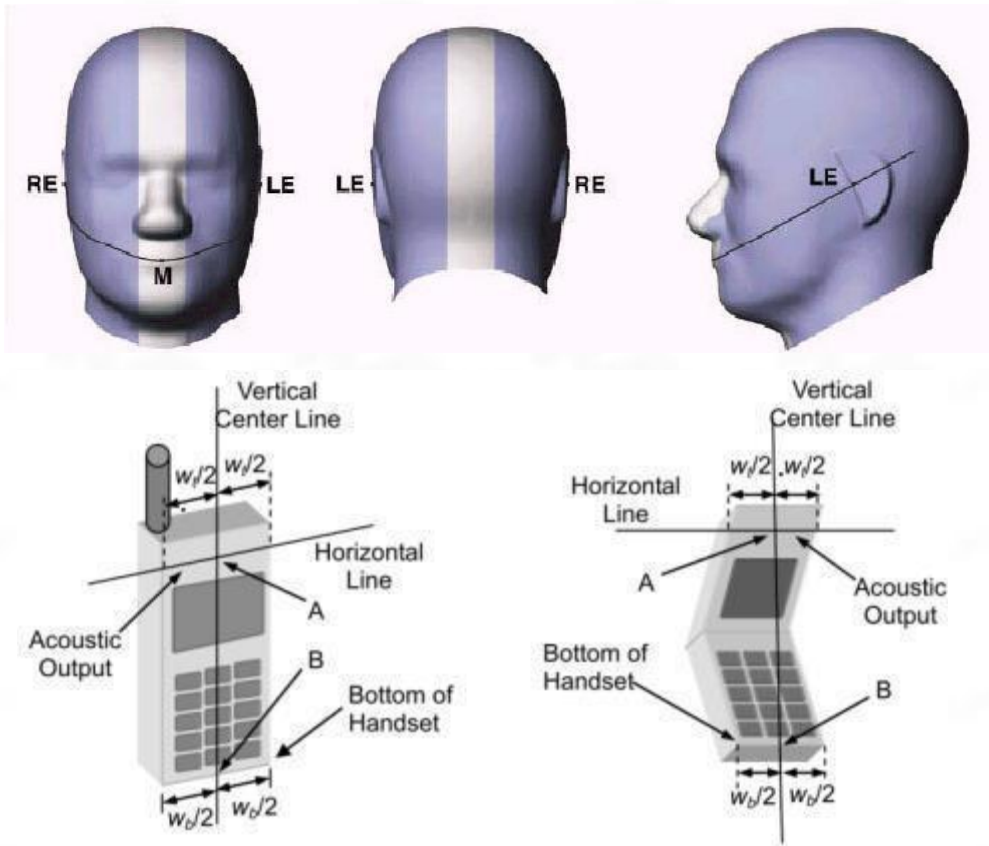 RE
LE
M
LE
RE
LE
Vertical
Center Line
wt/2
wt/2
Horizontal
Line
A
Acoustic
Output
B
Bottom of
Handset
wb/2
wb/2
Vertical
Center Line
wt/2
wt/2
Horizontal
Line
A
Acoustic
Output
Bottom of
Handset
B
wb/2
wb/2